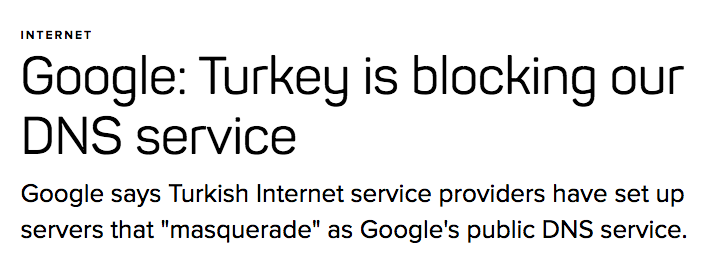 INTERNET
Google: Turkey is blocking our
DNS service
Google says Turkish Internet service providers have set up
servers that "masquerade" as Google's public DNS service.